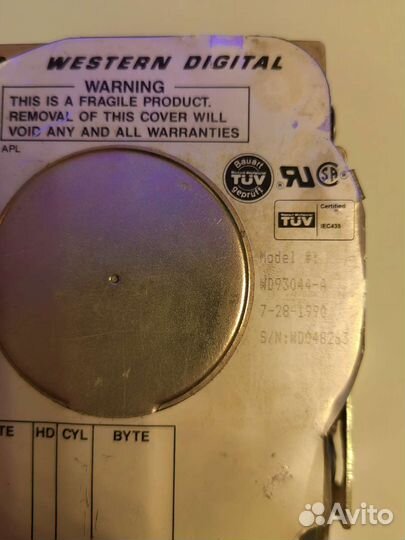 WESTERN DIGITAL
WARNING
THIS IS A FRAGILE PRODUCT.
REMOVAL OF THIS COVER WILL
VOID ANY AND ALL WARRANTIES
APL
Bauart
TÜV
geprüft
Certified
TÜV
IEC435
Model #:
WD93044-A
7-28-1990
S/N:WD048263
TE HD CYL BYTE
Avito